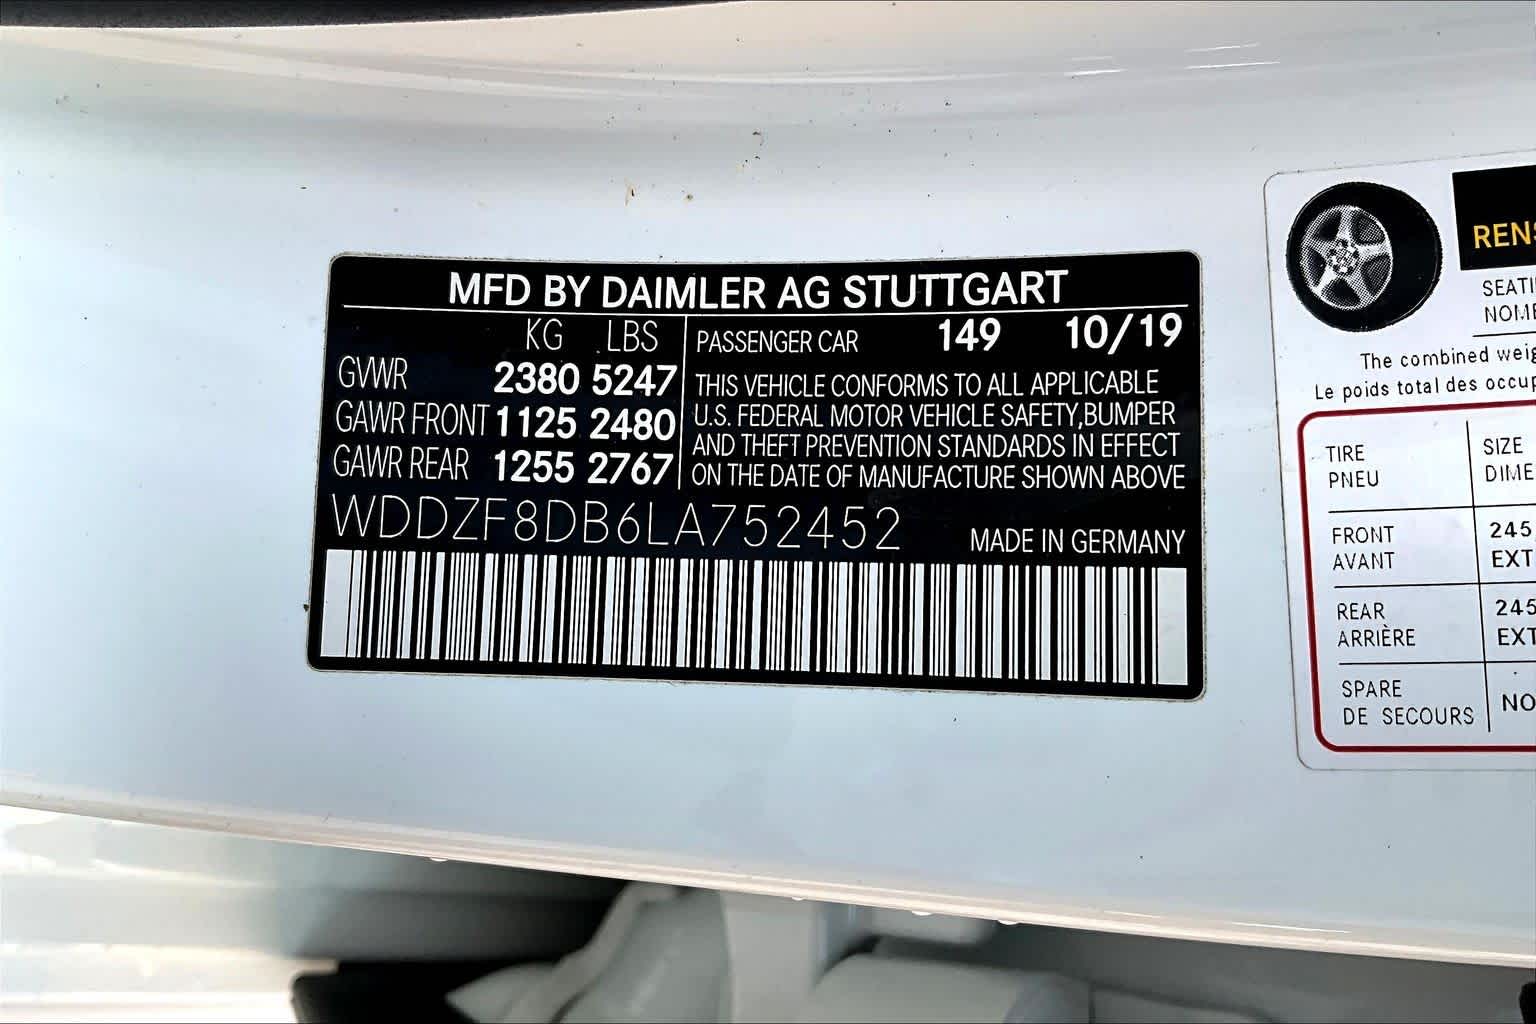 MFD BY DAIMLER AG STUTTGART
KG LBS
GVWR 2380 5247
GAWR FRONT 1125 2480
GAWR REAR 1255 2767
PASSENGER CAR 149 10/19
THIS VEHICLE CONFORMS TO ALL APPLICABLE
U.S. FEDERAL MOTOR VEHICLE SAFETY,BUMPER
AND THEFT PREVENTION STANDARDS IN EFFECT
ON THE DATE OF MANUFACTURE SHOWN ABOVE
WDDZF8DB6LA752452
MADE IN GERMANY
The combined
Le poids total des
TIRE
PNEU
SIZE
FRONT
AVANT
245
REAR
ARRIÈRE
245
SPARE
DE SECOURS